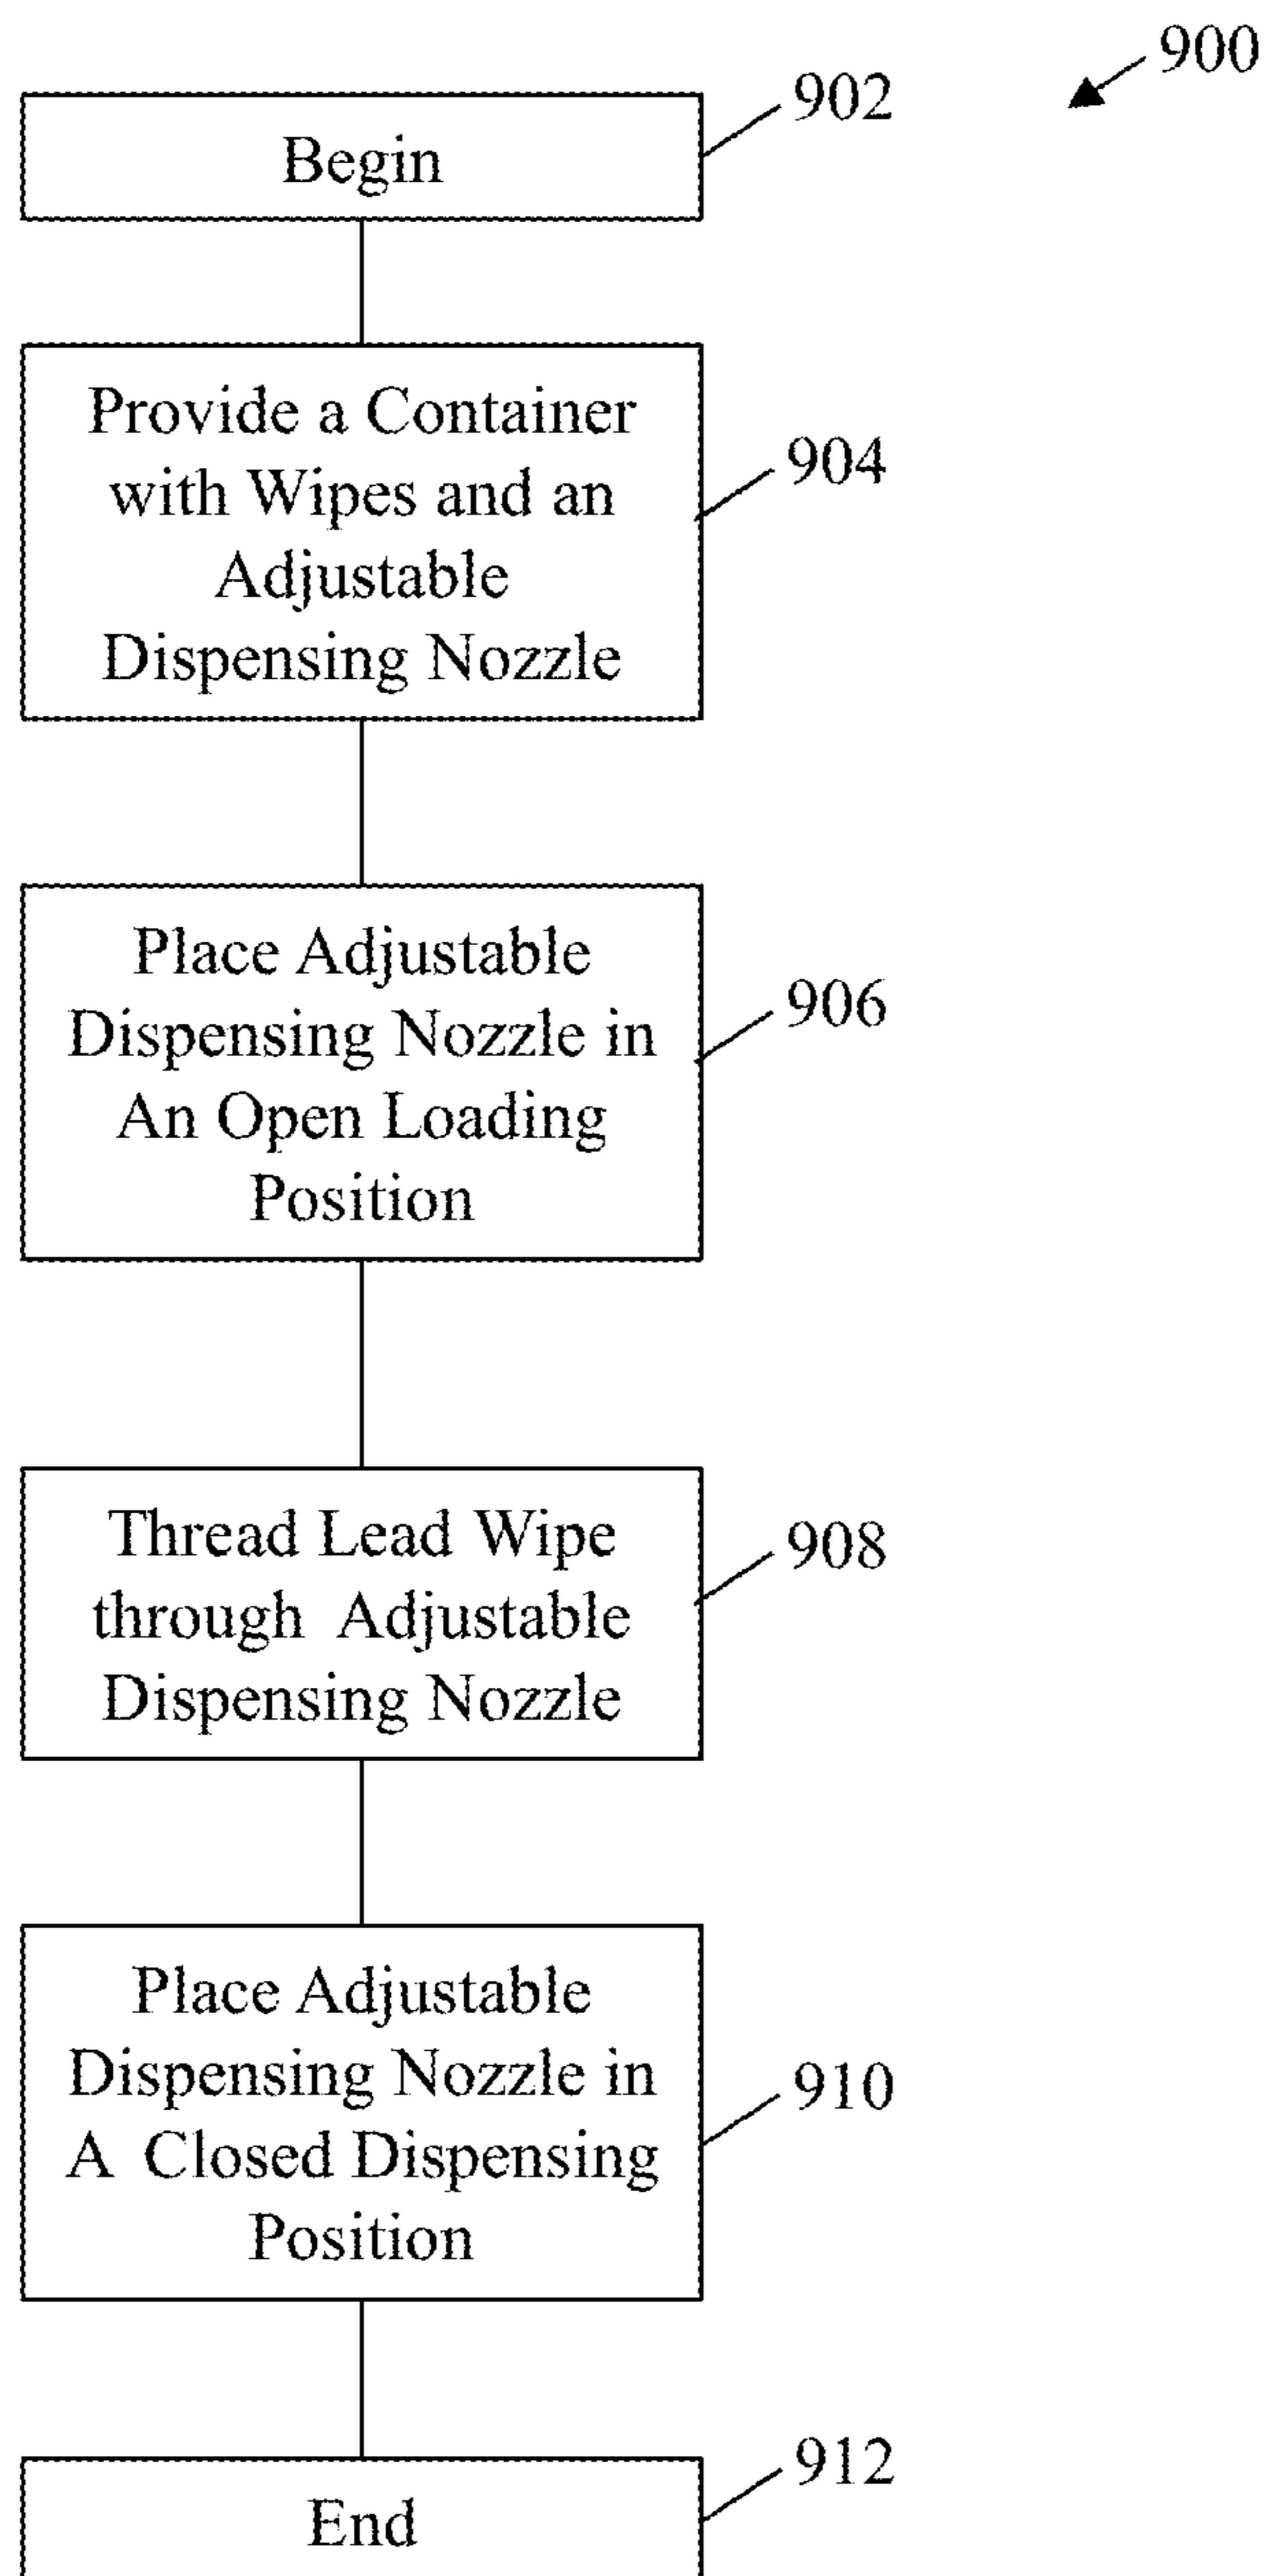 900
902
Begin
Provide a Container
with Wipes and an
Adjustable
Dispensing Nozzle
904
Place Adjustable
Dispensing Nozzle in
An Open Loading
Position
906
Thread Lead Wipe
through Adjustable
Dispensing Nozzle
908
Place Adjustable
Dispensing Nozzle in
A Closed Dispensing
Position
910
912
End